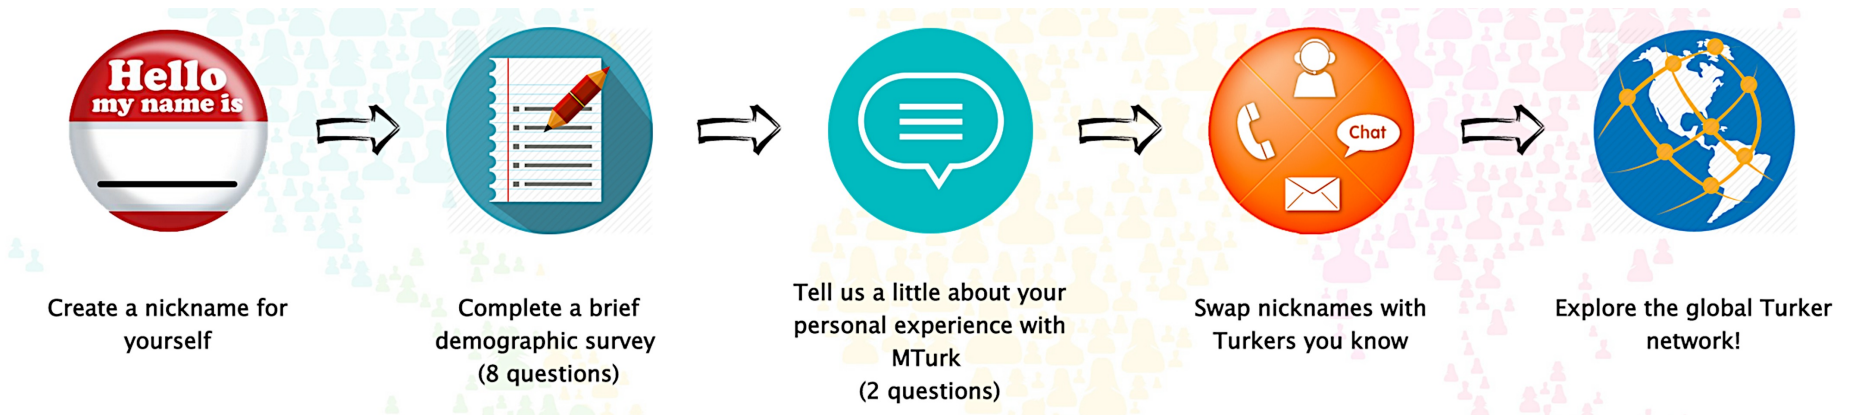 Hello
my name is
Chat
Create a nickname for
yourself
Complete a brief
demographic survey
(8 questions)
Tell us a little about your
personal experience with
MTurk
(2 questions)
Swap nicknames with
Turkers you know
Explore the global Turker
network!